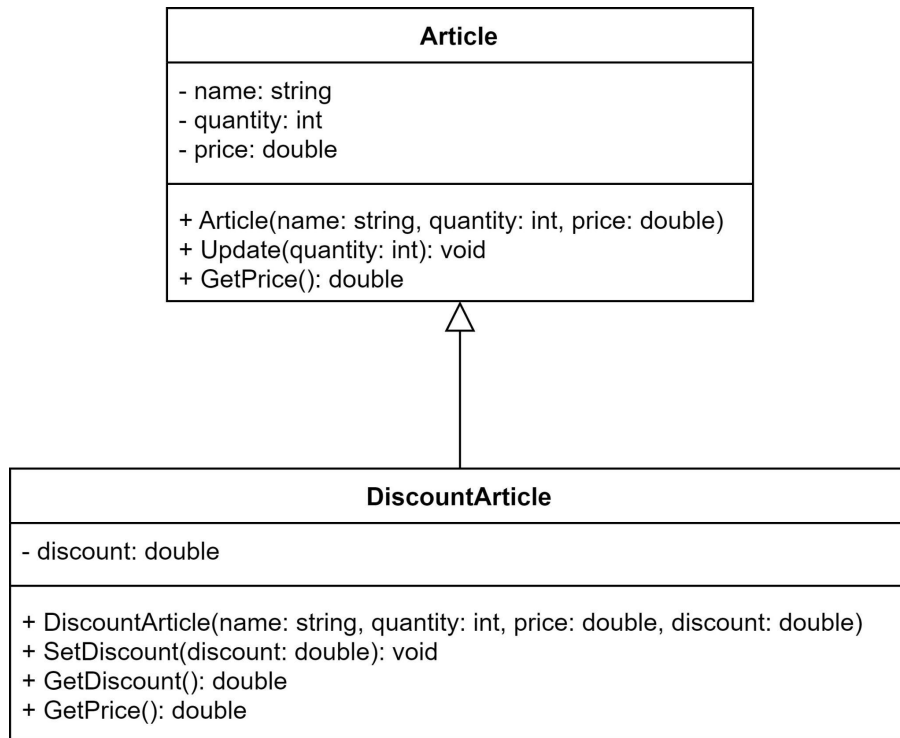 Article
- name: string
- quantity: int
- price: double
+ Article(name: string, quantity: int, price: double)
+ Update(quantity: int): void
+ GetPrice(): double
DiscountArticle
- discount: double
+ DiscountArticle(name: string, quantity: int, price: double, discount: double)
+ SetDiscount(discount: double): void
+ GetDiscount(): double
+ GetPrice(): double